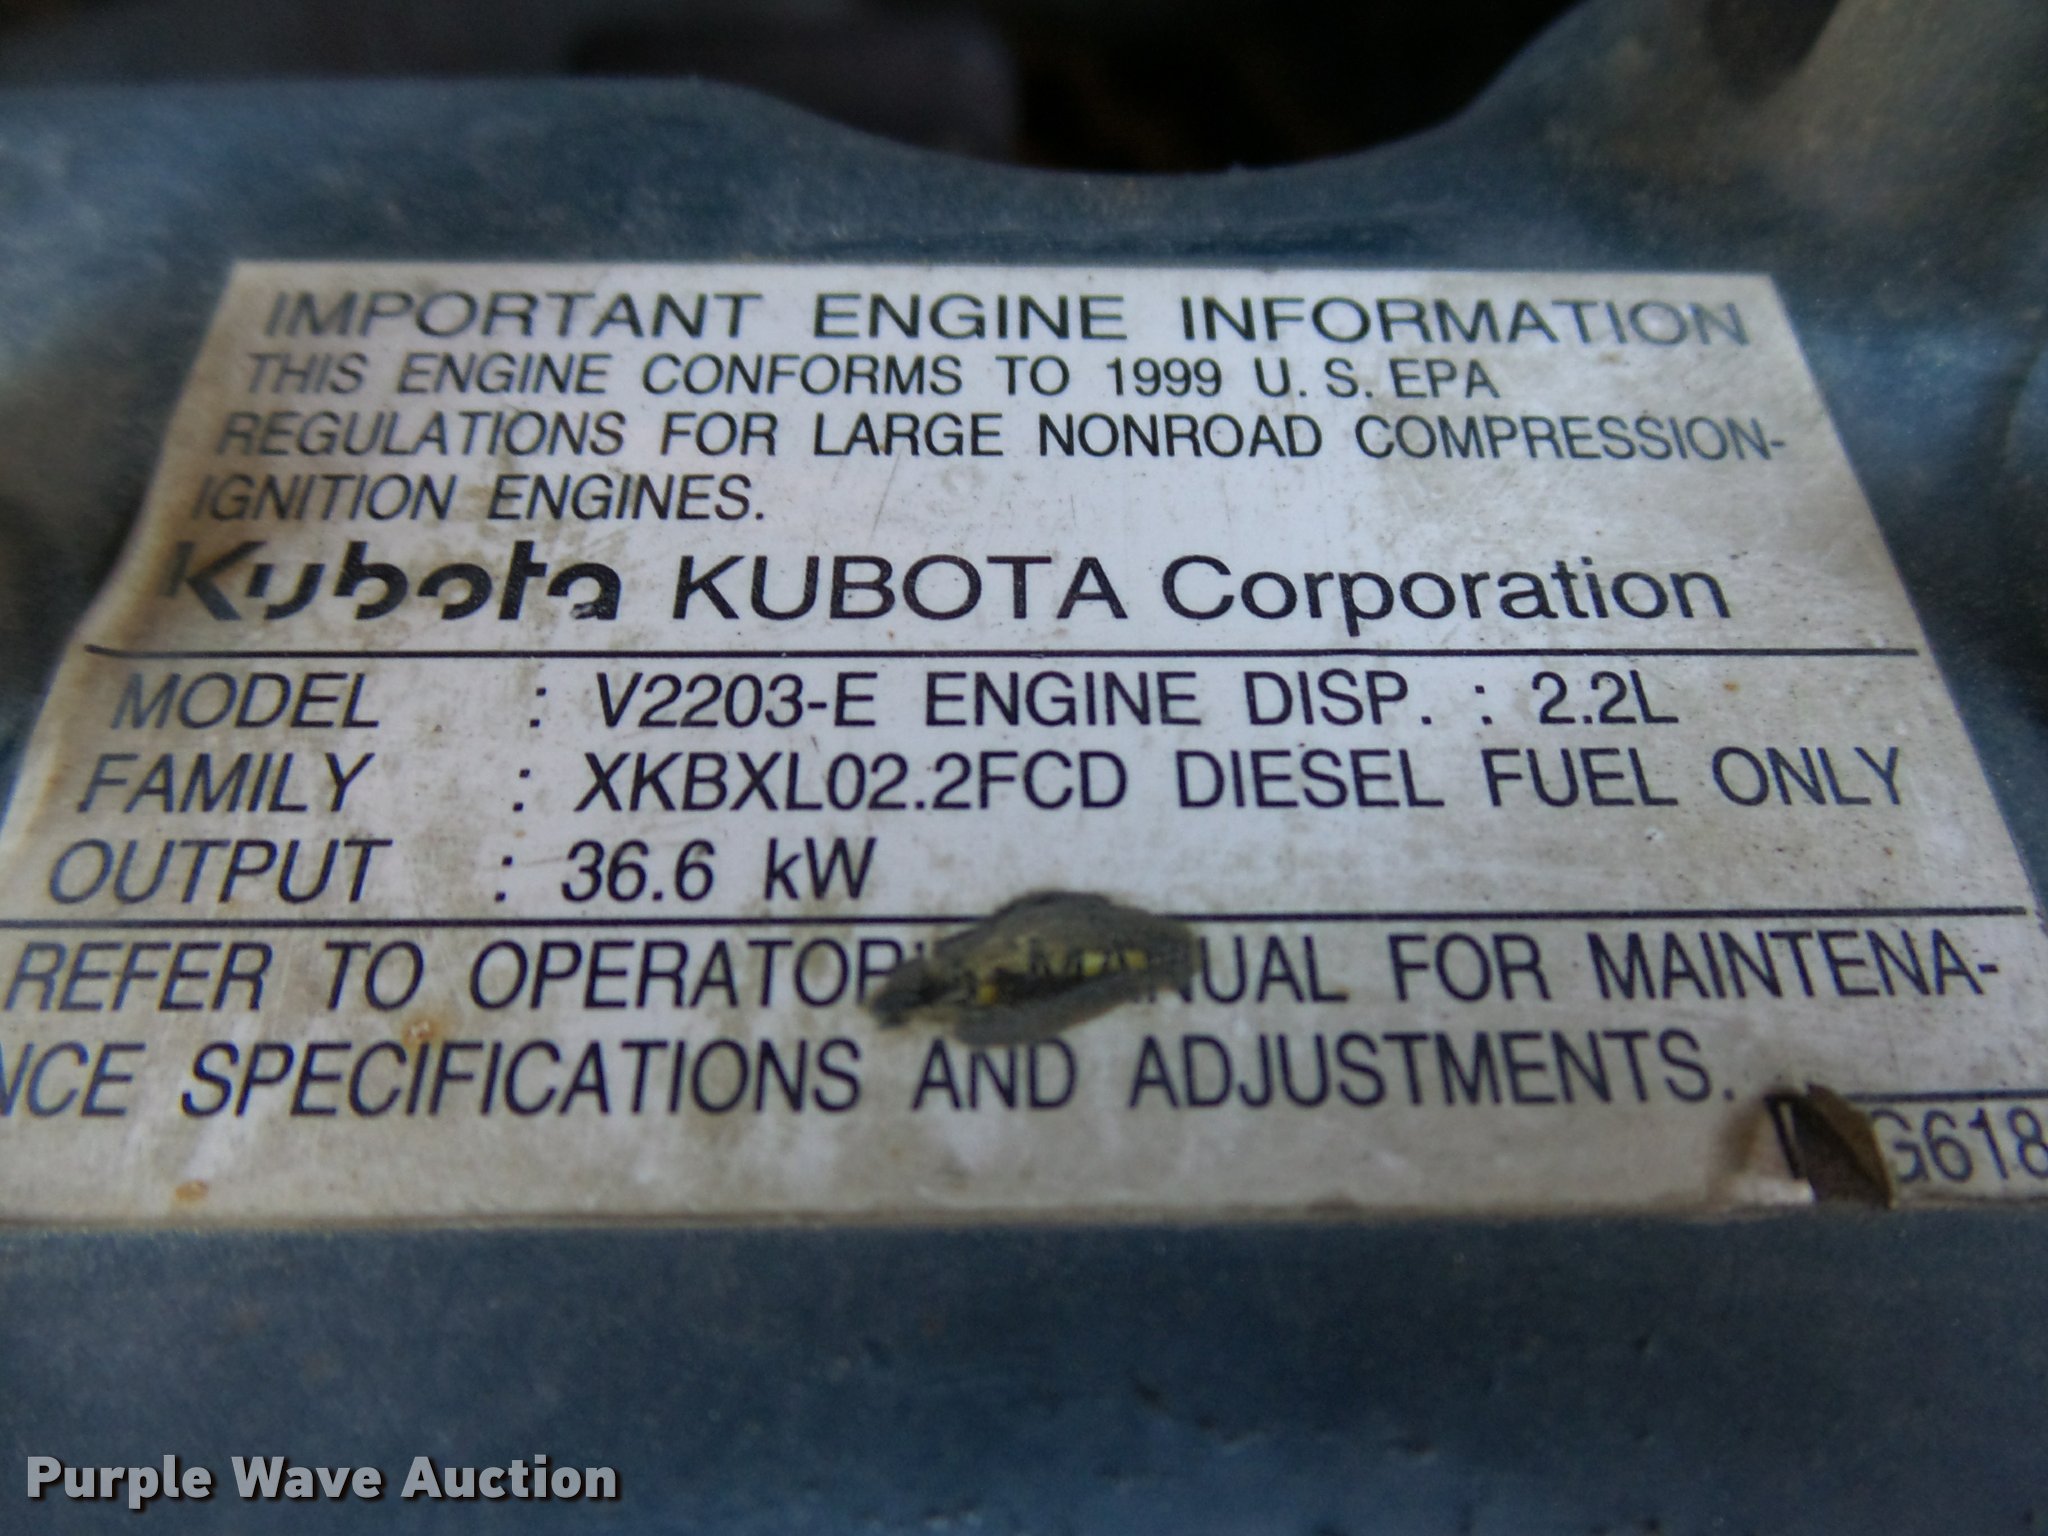 IMPORTANT ENGINE INFORMATION
THIS ENGINE CONFORMS TO 1999 U. S. EPA
REGULATIONS FOR LARGE NONROAD COMPRESSION-
IGNITION ENGINES.
Kubota KUBOTA Corporation
MODEL : V2203-E ENGINE DISP. : 2.2L
FAMILY : XKBXL02.2FCD DIESEL FUEL ONLY
OUTPUT : 36.6 kW
REFER TO OPERATOR'S MANUAL FOR MAINTENA-
NCE SPECIFICATIONS AND ADJUSTMENTS.
G618
Purple Wave Auction